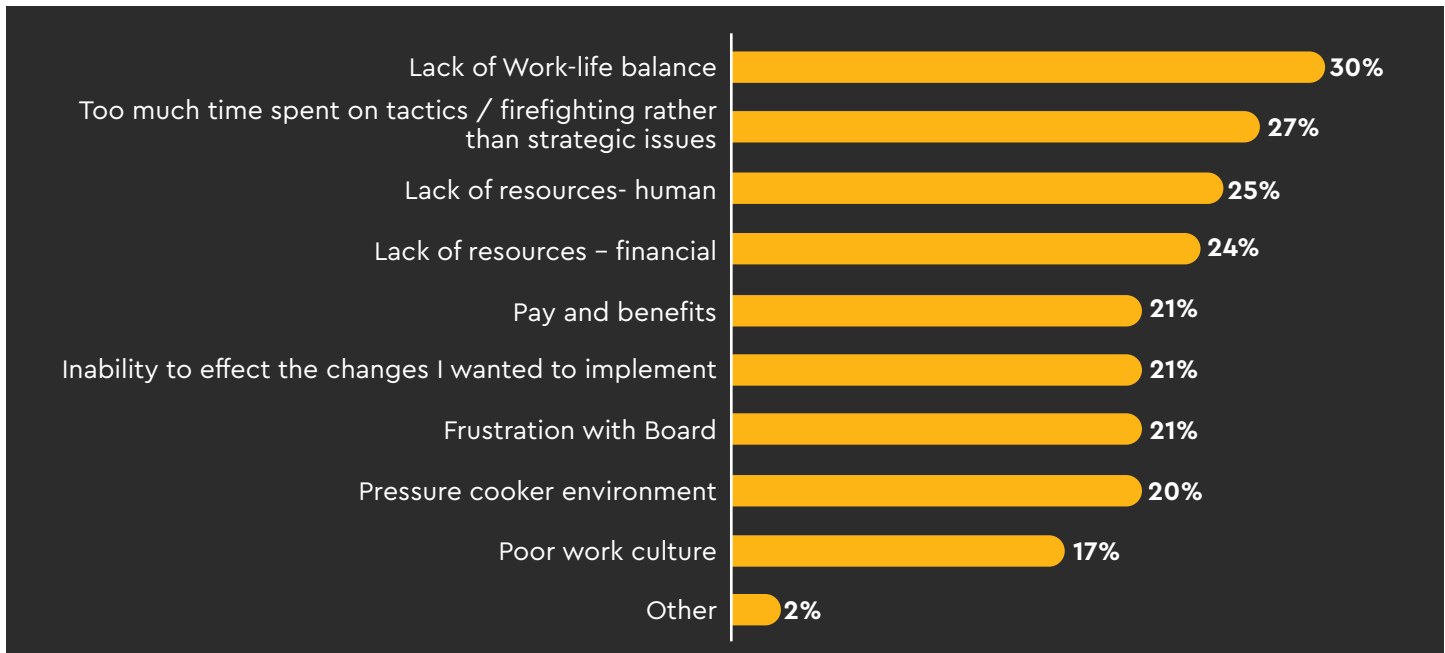 Lack of Work-life balance 30%
Too much time spent on tactics / firefighting rather
than strategic issues 27%
Lack of resources- human 25%
Lack of resources – financial 24%
Pay and benefits 21%
Inability to effect the changes I wanted to implement 21%
Frustration with Board 21%
Pressure cooker environment 20%
Poor work culture 17%
Other 2%